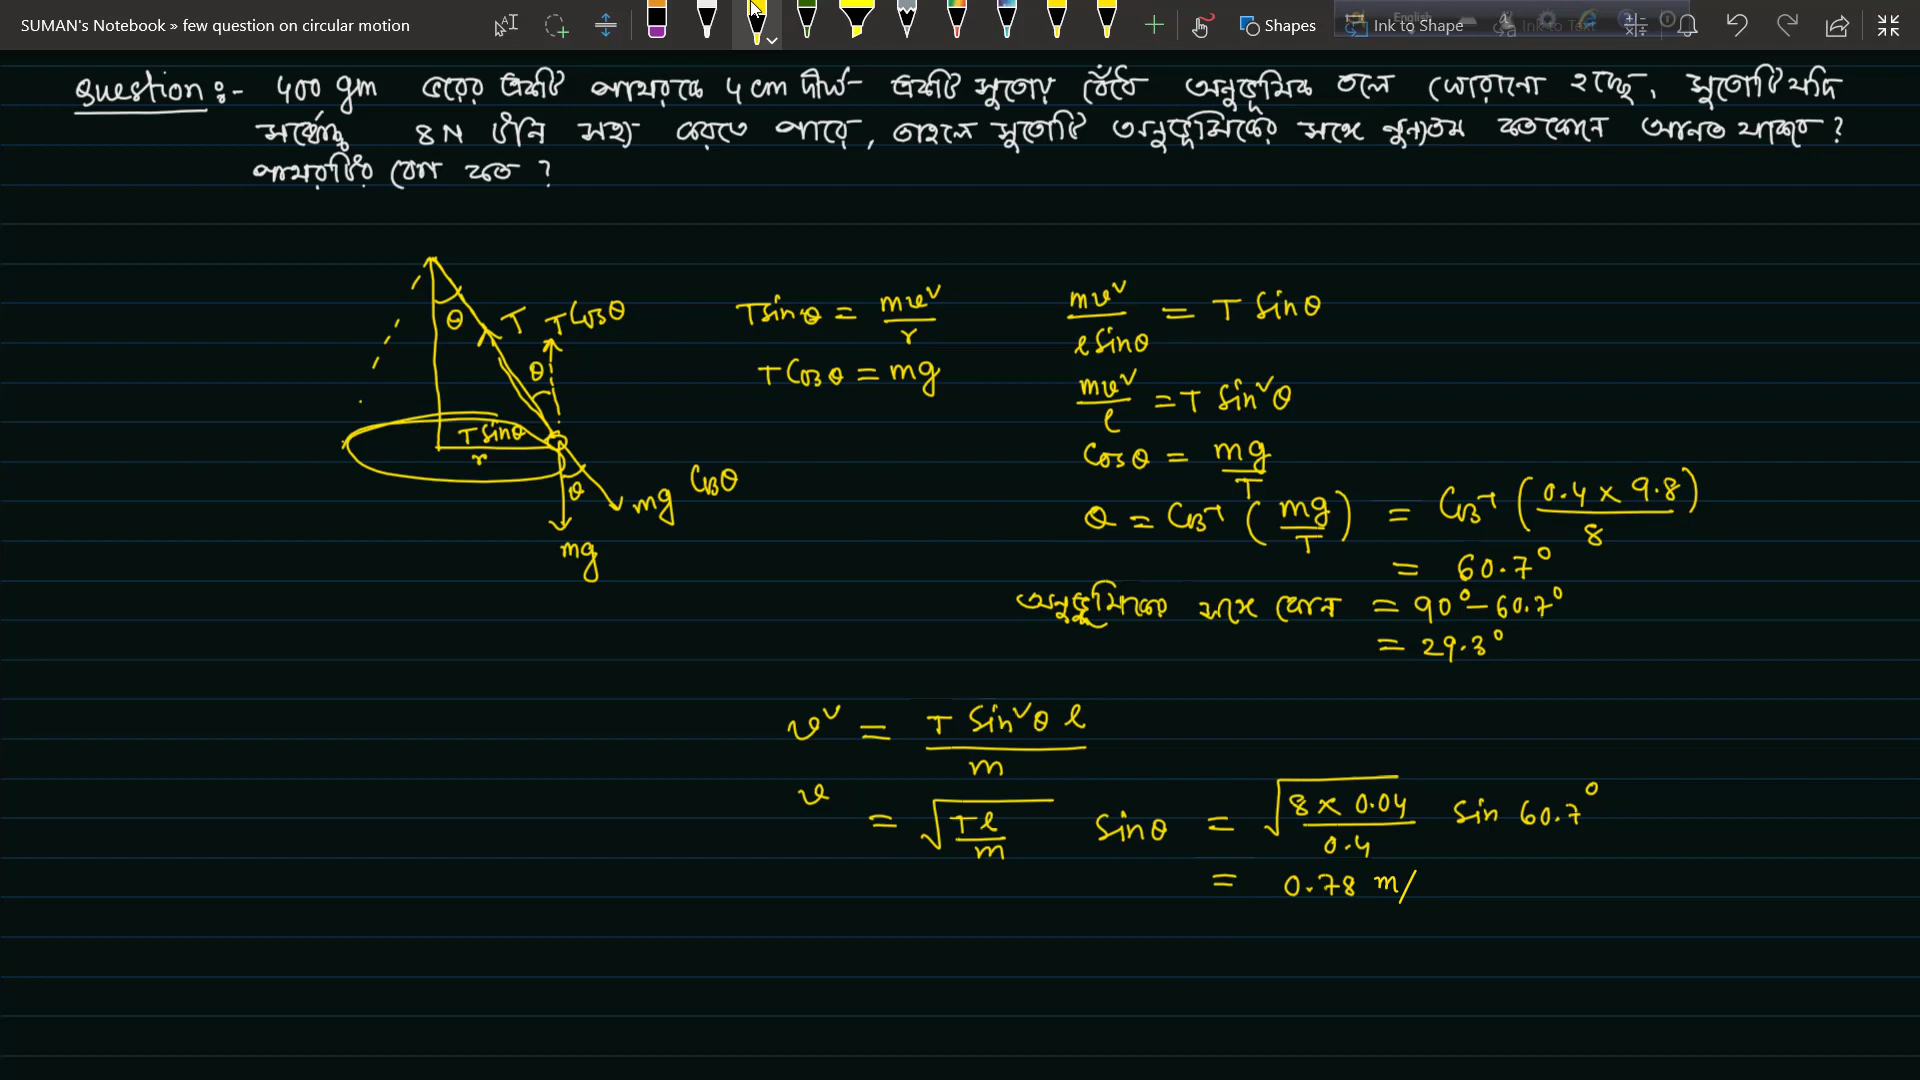 SUMAN's Notebook » few question on circular motion
Shapes
Ink to Shape
Ink to Text
Question :- 400 gm ভরের একটি পাথরকে 4 cm দীর্ঘ একটি সুতোয় বেঁধে অনুভূমিক তলে ঘোরানো হচ্ছে, সুতোটি যদি
সর্বোচ্চ 8 N টান সহ্য করতে পারে, তাহলে সুতোটি অনুভূমিকের সঙ্গে ন্যূনতম কতকোনে আনত থাকবে ?
পাথরটির বেগ কত ?
θ T T Cosθ
θ
T sinθ
r
θ mg Cosθ
mg
T sinθ = mv²/r
T Cosθ = mg
mv²/(l Sinθ) = T Sinθ
mv²/l = T Sin²θ
Cosθ = mg/T
θ = Cos⁻¹ (mg/T) = Cos⁻¹ (0.4 × 9.8 / 8)
= 60.7°
অনুভূমিকের সাথে কোন = 90° - 60.7°
= 29.3°
v² = T Sin²θ l / m
v = √(Tl/m) Sinθ = √(8 × 0.04 / 0.4) Sin 60.7°
= 0.78 m/